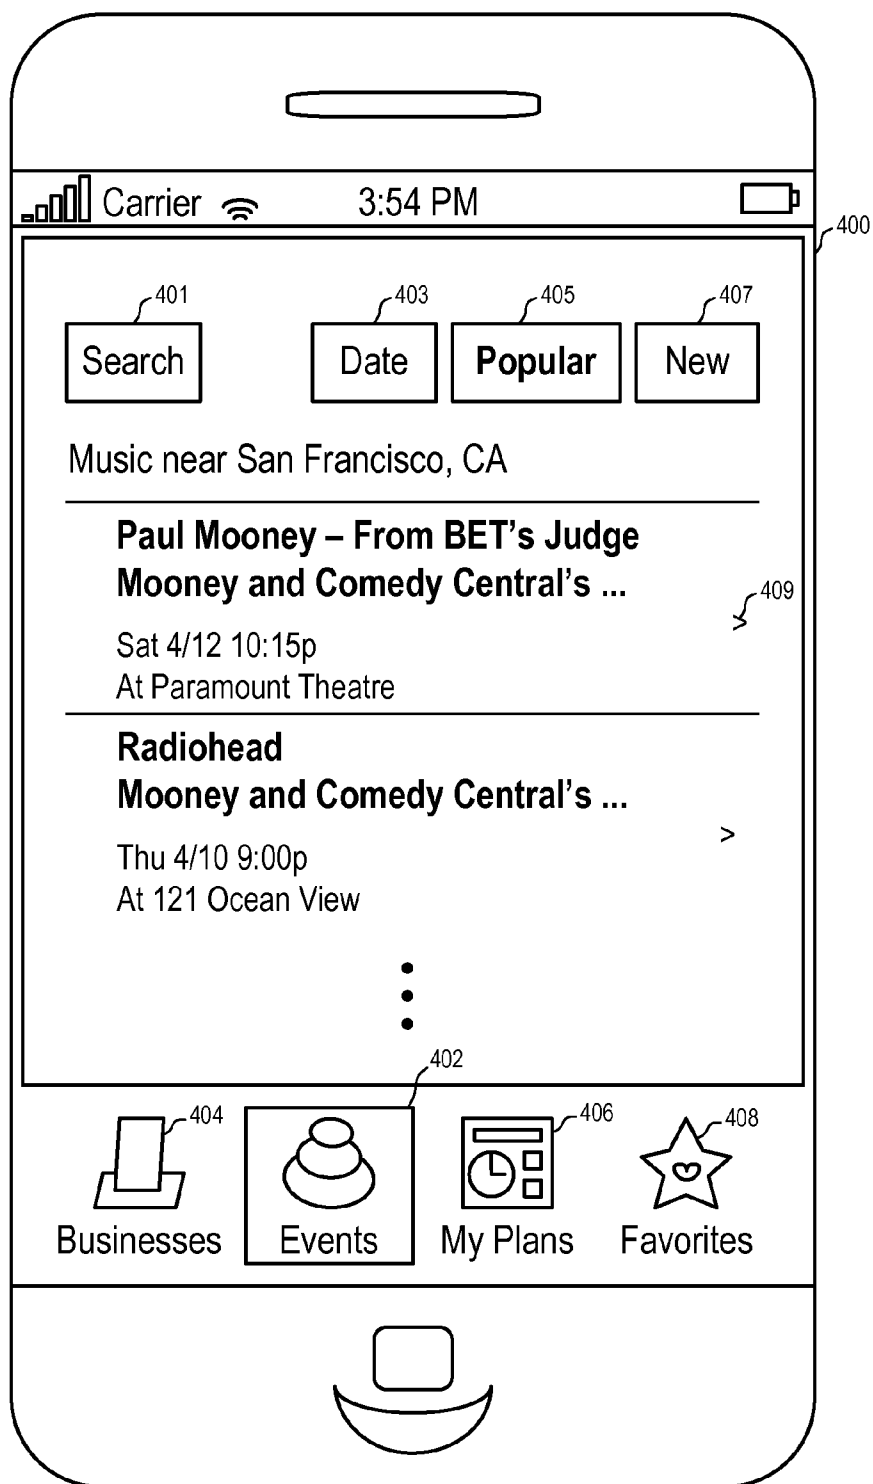 Carrier 3:54 PM
400
401 403 405 407
Search Date Popular New
Music near San Francisco, CA
Paul Mooney – From BET's Judge
Mooney and Comedy Central's ...
409
>
Sat 4/12 10:15p
At Paramount Theatre
Radiohead
Mooney and Comedy Central's ...
>
Thu 4/10 9:00p
At 121 Ocean View
402
404 406 408
Businesses Events My Plans Favorites